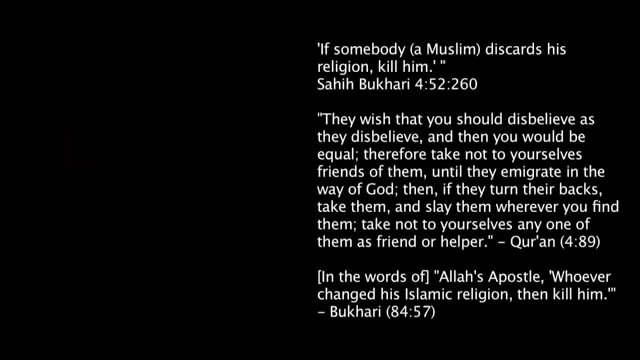 'If somebody (a Muslim) discards his
religion, kill him.' "
Sahih Bukhari 4:52:260
"They wish that you should disbelieve as
they disbelieve, and then you would be
equal; therefore take not to yourselves
friends of them, until they emigrate in the
way of God; then, if they turn their backs,
take them, and slay them wherever you find
them; take not to yourselves any one of
them as friend or helper." – Qur'an (4:89)
[In the words of] "Allah's Apostle, 'Whoever
changed his Islamic religion, then kill him.'"
– Bukhari (84:57)